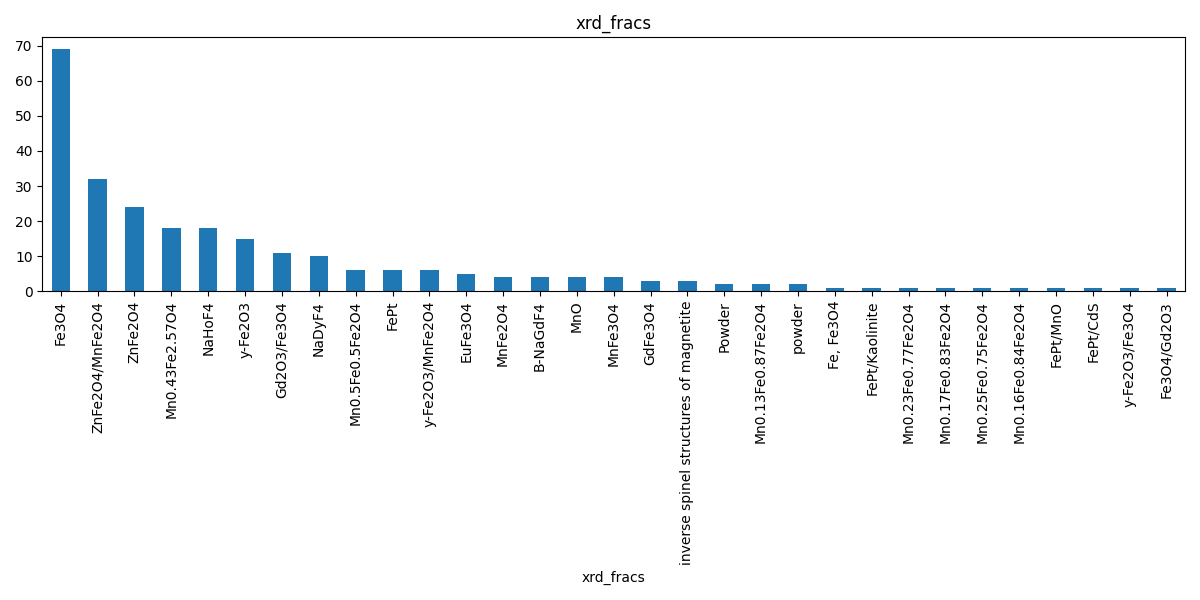 xrd_fracs
70
60
50
40
30
20
10
0
Fe3O4
ZnFe2O4/MnFe2O4
ZnFe2O4
Mn0.43Fe2.57O4
NaHoF4
y-Fe2O3
Gd2O3/Fe3O4
NaDyF4
Mn0.5Fe0.5Fe2O4
FePt
y-Fe2O3/MnFe2O4
EuFe3O4
MnFe2O4
B-NaGdF4
MnO
MnFe3O4
GdFe3O4
inverse spinel structures of magnetite
Powder
Mn0.13Fe0.87Fe2O4
powder
Fe, Fe3O4
FePt/Kaolinite
Mn0.23Fe0.77Fe2O4
Mn0.17Fe0.83Fe2O4
Mn0.25Fe0.75Fe2O4
Mn0.16Fe0.84Fe2O4
FePt/MnO
FePt/CdS
y-Fe2O3/Fe3O4
Fe3O4/Gd2O3
xrd_fracs